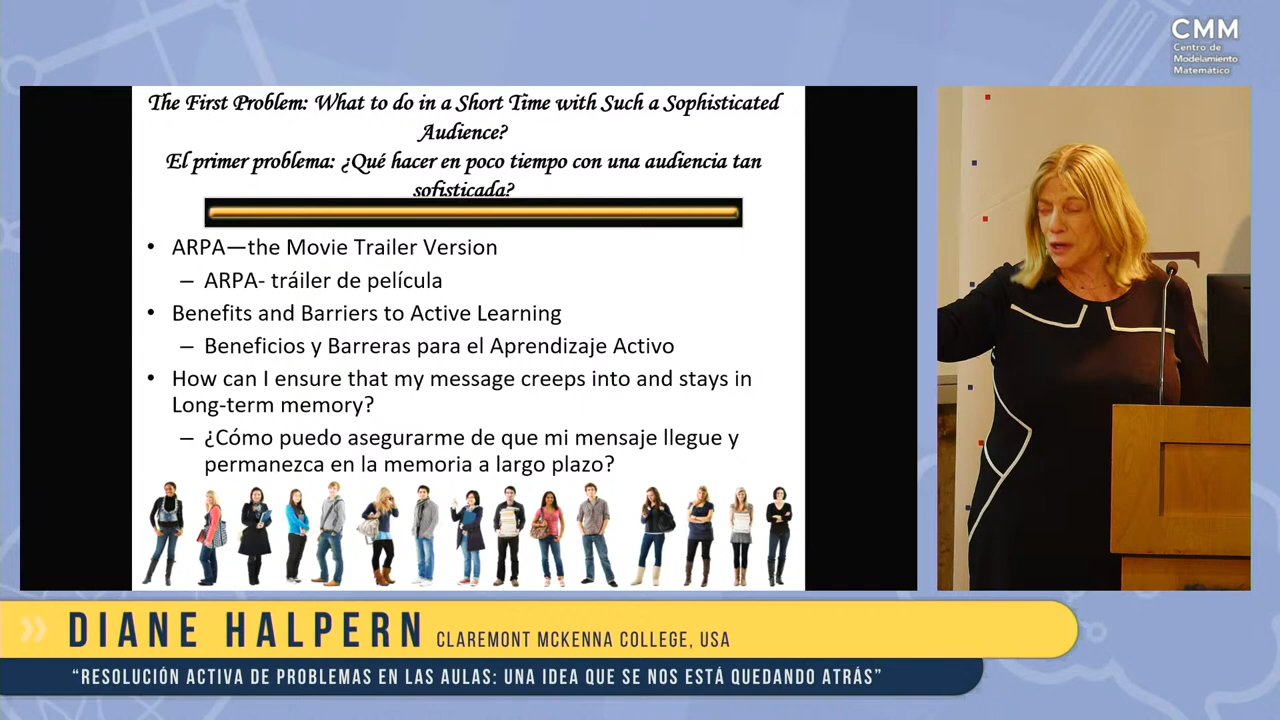 CMM
Centro de
Modelamiento
Matemático
The First Problem: What to do in a Short Time with Such a Sophisticated
Audience?
El primer problema: ¿Qué hacer en poco tiempo con una audiencia tan
sofisticada?
• ARPA—the Movie Trailer Version
– ARPA- tráiler de película
• Benefits and Barriers to Active Learning
– Beneficios y Barreras para el Aprendizaje Activo
• How can I ensure that my message creeps into and stays in
Long-term memory?
– ¿Cómo puedo asegurarme de que mi mensaje llegue y
permanezca en la memoria a largo plazo?
DIANE HALPERN CLAREMONT MCKENNA COLLEGE, USA
“RESOLUCIÓN ACTIVA DE PROBLEMAS EN LAS AULAS: UNA IDEA QUE SE NOS ESTÁ QUEDANDO ATRÁS”